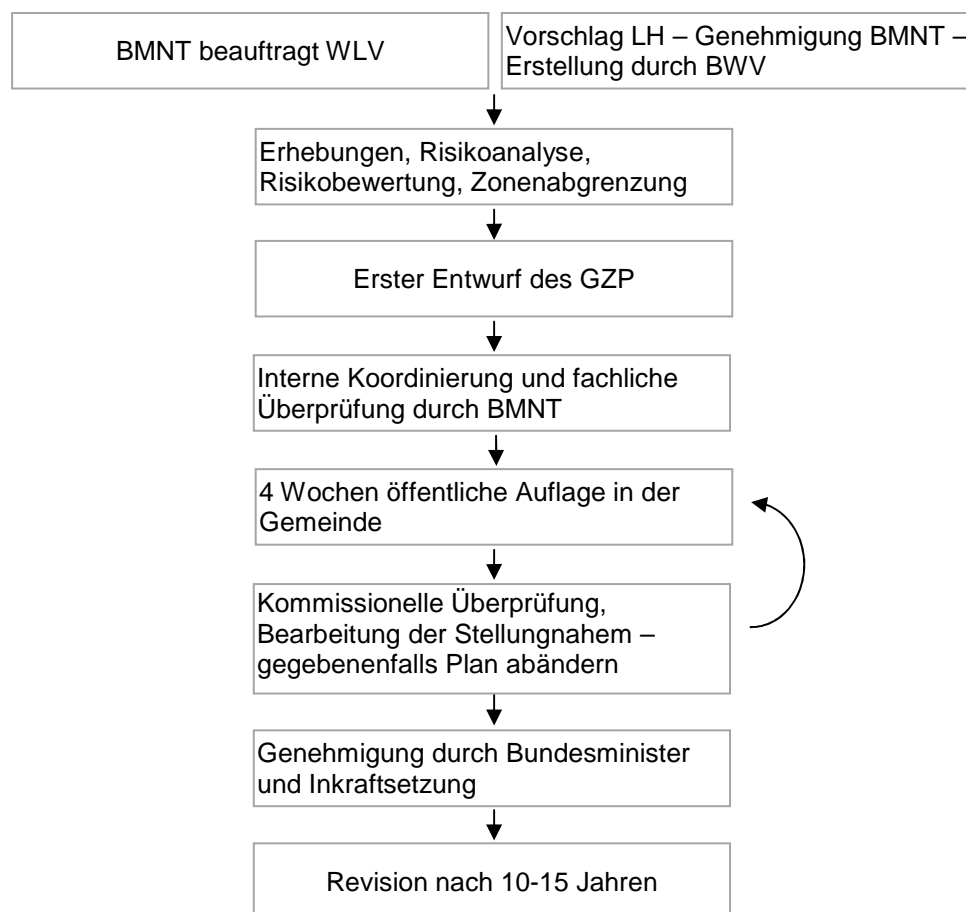 BMNT beauftragt WLV
Vorschlag LH – Genehmigung BMNT –
Erstellung durch BWV
Erhebungen, Risikoanalyse,
Risikobewertung, Zonenabgrenzung
Erster Entwurf des GZP
Interne Koordinierung und fachliche
Überprüfung durch BMNT
4 Wochen öffentliche Auflage in der
Gemeinde
Kommissionelle Überprüfung,
Bearbeitung der Stellungnahem –
gegebenenfalls Plan abändern
Genehmigung durch Bundesminister
und Inkraftsetzung
Revision nach 10-15 Jahren